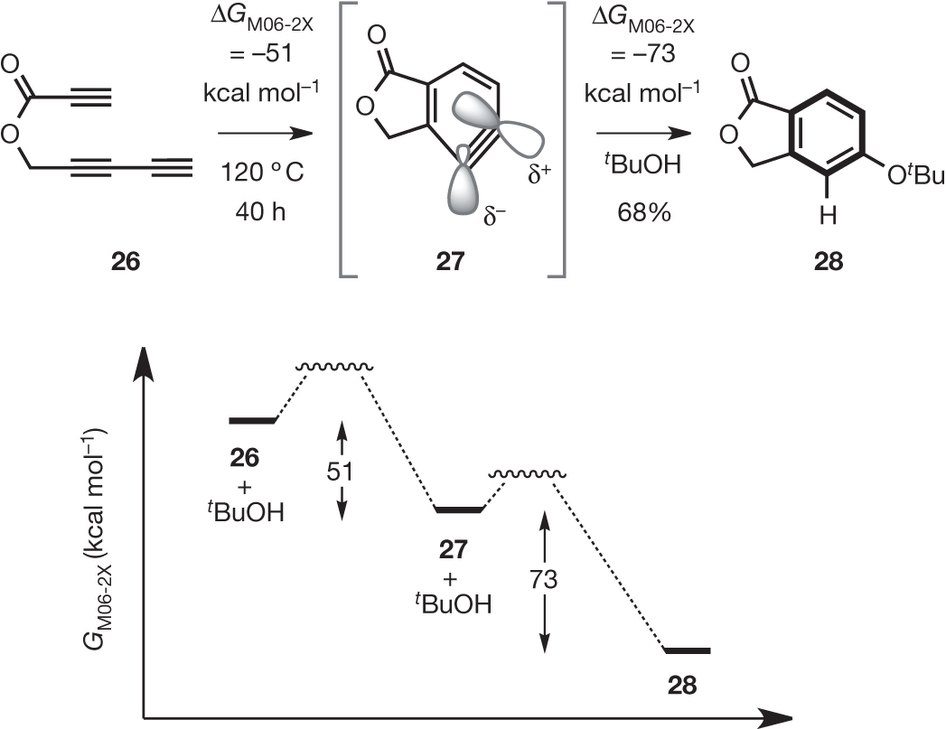 ΔG_M06-2X
= –51
kcal mol⁻¹
120 °C
40 h
O
O
26
O
O
δ⁺
δ⁻
27
ΔG_M06-2X
= –73
kcal mol⁻¹
ᵗBuOH
68%
O
O
OᵗBu
H
28
G_M06-2X (kcal mol⁻¹)
26
+
ᵗBuOH
51
27
+
ᵗBuOH
73
28